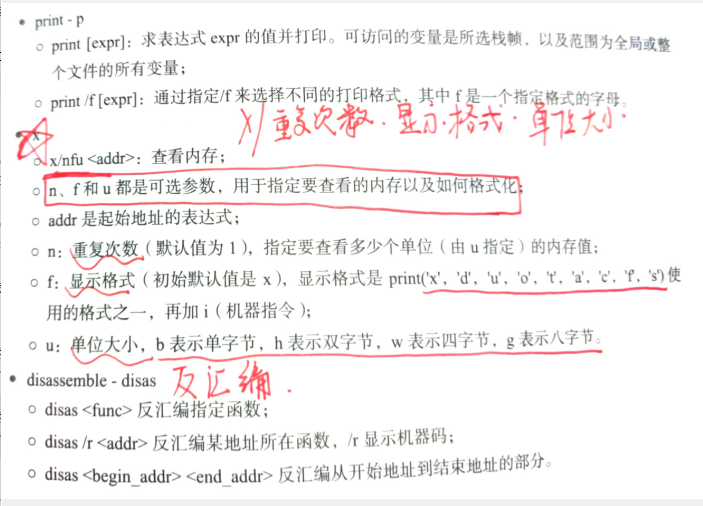 • print - p
○ print [expr]：求表达式 expr 的值并打印。可访问的变量是所选栈帧，以及范围为全局或整
个文件的所有变量；
○ print /f [expr]：通过指定/f 来选择不同的打印格式，其中 f 是一个指定格式的字母。
x/重复次数·显示格式·单位大小·
• x
○ x/nfu <addr>：查看内存；
○ n、f 和 u 都是可选参数，用于指定要查看的内存以及如何格式化；
○ addr 是起始地址的表达式；
○ n：重复次数（默认值为 1），指定要查看多少个单位（由 u 指定）的内存值；
○ f：显示格式（初始默认值是 x），显示格式是 print('x', 'd', 'u', 'o', 't', 'a', 'c', 'f', 's') 使
用的格式之一，再加 i（机器指令）；
○ u：单位大小，b 表示单字节，h 表示双字节，w 表示四字节，g 表示八字节。
• disassemble - disas 反汇编.
○ disas <func> 反汇编指定函数；
○ disas /r <addr> 反汇编某地址所在函数，/r 显示机器码；
○ disas <begin_addr> <end_addr> 反汇编从开始地址到结束地址的部分。